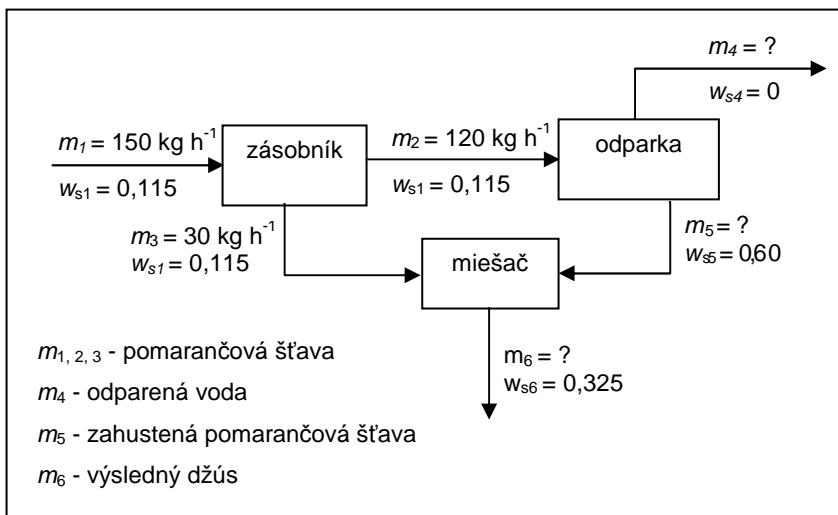 m4 = ?
ws4 = 0
m1 = 150 kg h-1
zásobník
m2 = 120 kg h-1
odparka
ws1 = 0,115
ws1 = 0,115
m3 = 30 kg h-1
ws1 = 0,115
miešač
m5 = ?
ws5 = 0,60
m6 = ?
ws6 = 0,325
m1, 2, 3 - pomarančová šťava
m4 - odparená voda
m5 - zahustená pomarančová šťava
m6 - výsledný džús